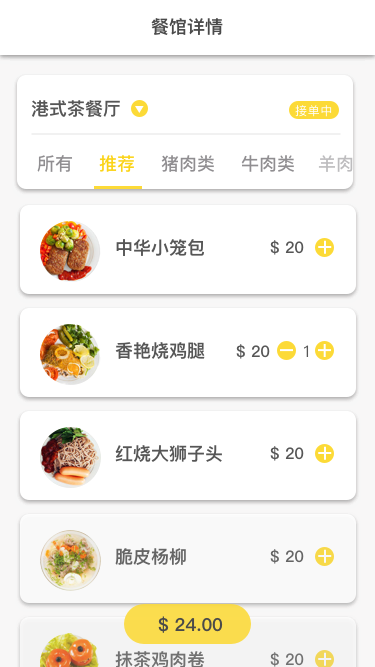 餐馆详情
港式茶餐厅 接单中
所有 推荐 猪肉类 牛肉类 羊肉
中华小笼包 $ 20
香艳烧鸡腿 $ 20 1
红烧大狮子头 $ 20
脆皮杨柳 $ 20
$ 24.00
抹茶鸡肉卷 $ 20